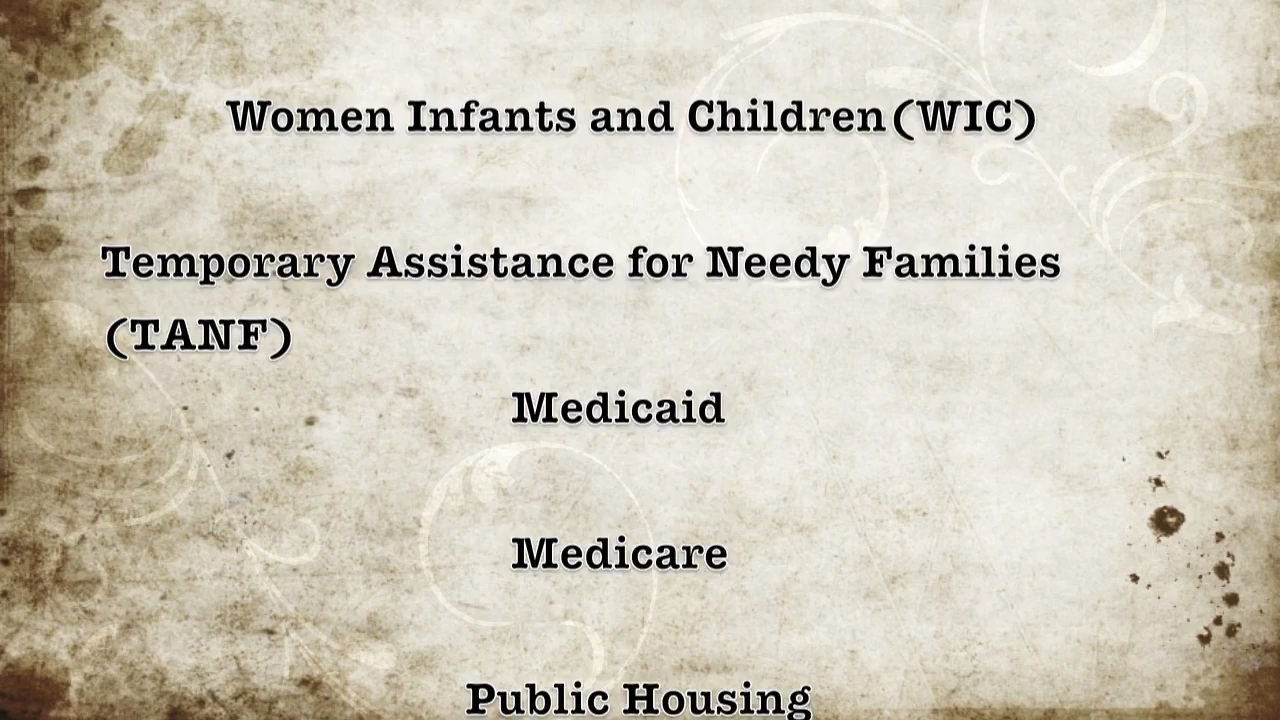 Women Infants and Children(WIC)
Temporary Assistance for Needy Families
(TANF)
Medicaid
Medicare
Public Housing